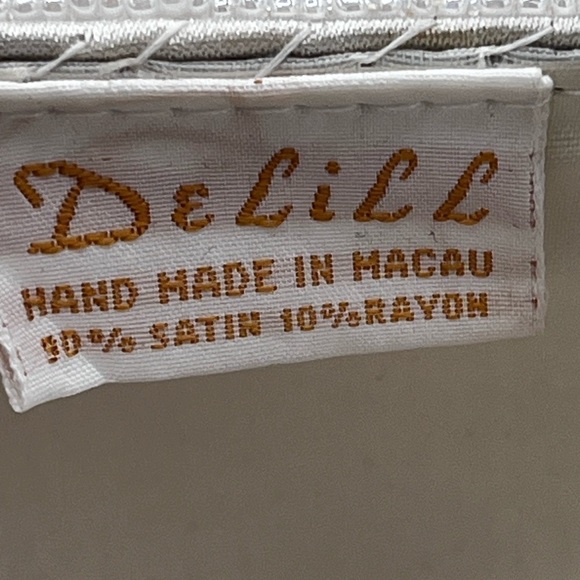 DeLiLL
HAND MADE IN MACAU
90% SATIN 10% RAYON